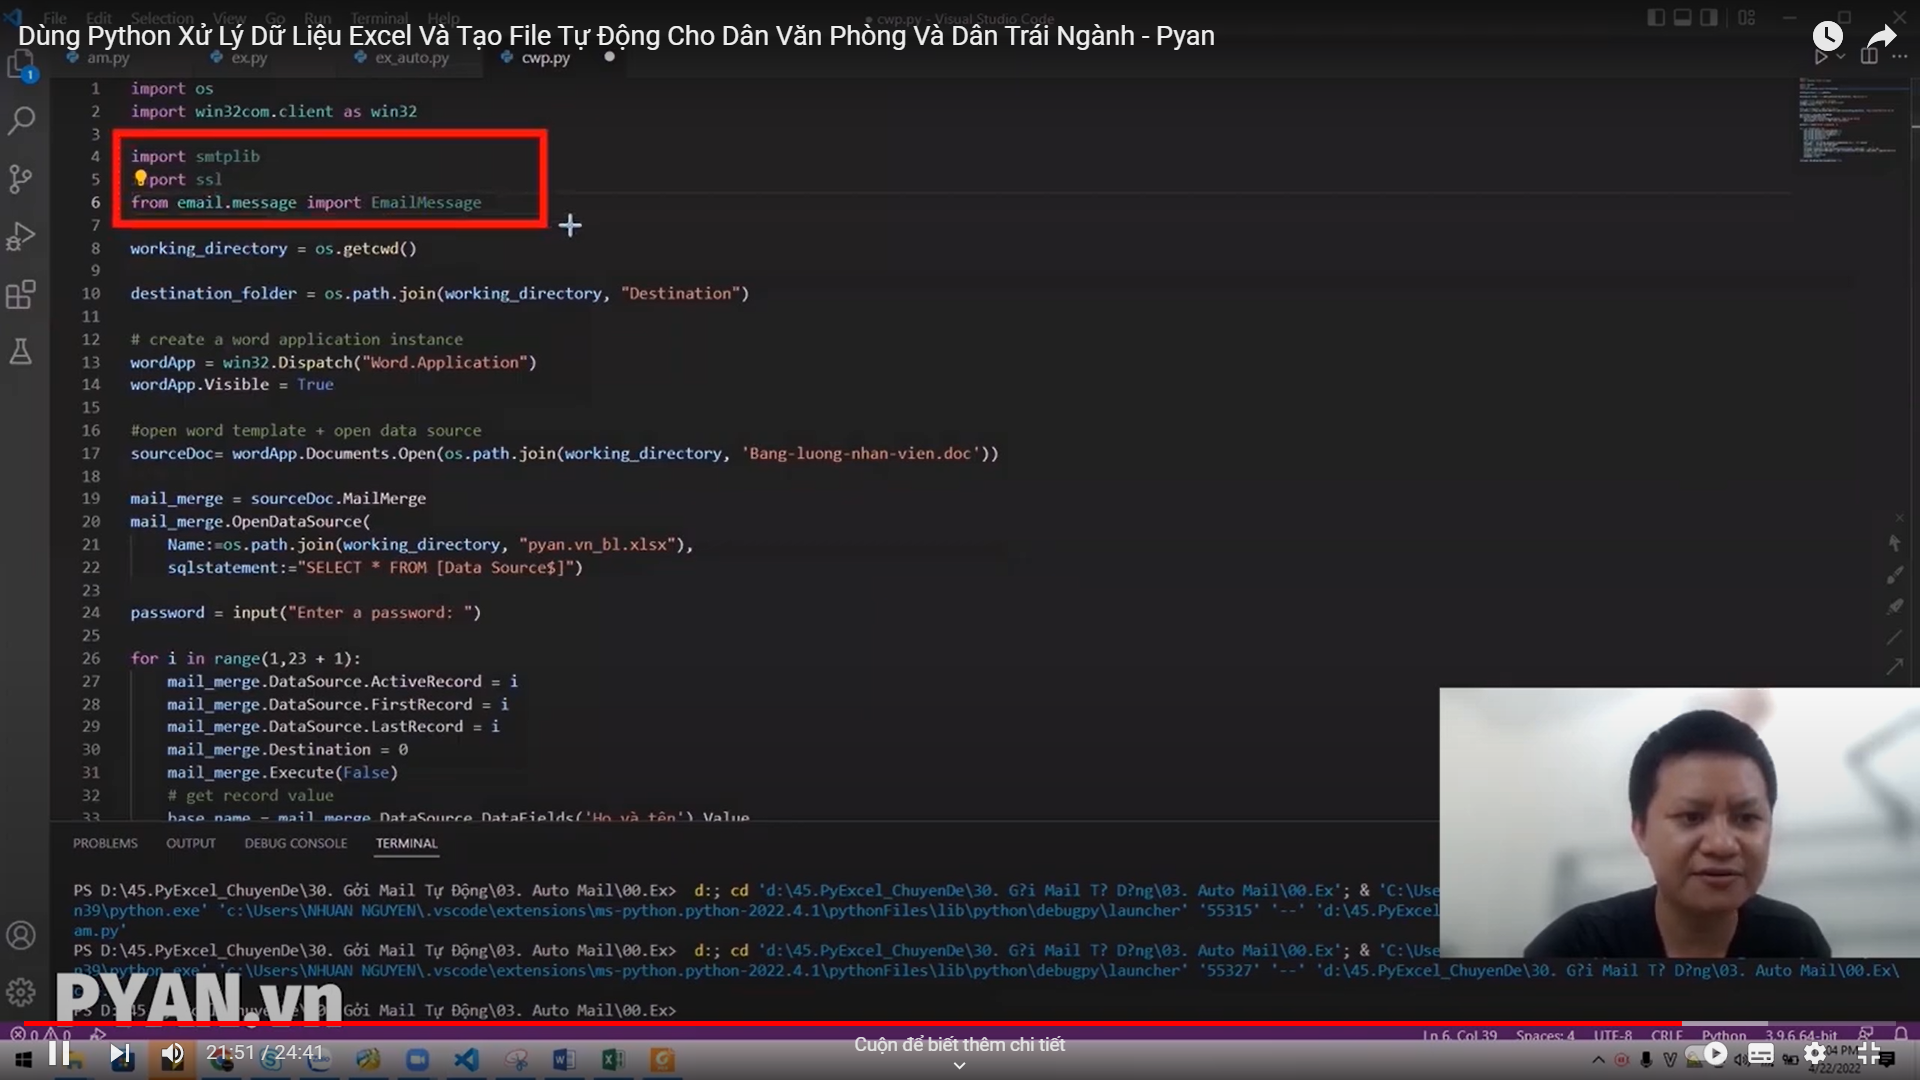 File Edit Selection View Go Run Terminal Help
cwp.py - Visual Studio Code
Dùng Python Xử Lý Dữ Liệu Excel Và Tạo File Tự Động Cho Dân Văn Phòng Và Dân Trái Ngành - Pyan
am.py ex.py ex_auto.py cwp.py
1
1 import os
2 import win32com.client as win32
3
4 import smtplib
5 port ssl
6 from email.message import EmailMessage
7
8 working_directory = os.getcwd()
9
10 destination_folder = os.path.join(working_directory, "Destination")
11
12 # create a word application instance
13 wordApp = win32.Dispatch("Word.Application")
14 wordApp.Visible = True
15
16 #open word template + open data source
17 sourceDoc= wordApp.Documents.Open(os.path.join(working_directory, 'Bang-luong-nhan-vien.doc'))
18
19 mail_merge = sourceDoc.MailMerge
20 mail_merge.OpenDataSource(
21 Name:=os.path.join(working_directory, "pyan.vn_bl.xlsx"),
22 sqlstatement:="SELECT * FROM [Data Source$]")
23
24 password = input("Enter a password: ")
25
26 for i in range(1,23 + 1):
27 mail_merge.DataSource.ActiveRecord = i
28 mail_merge.DataSource.FirstRecord = i
29 mail_merge.DataSource.LastRecord = i
30 mail_merge.Destination = 0
31 mail_merge.Execute(False)
32 # get record value
33 base_name = mail_merge.DataSource.DataFields('Họ và tên').Value
PROBLEMS OUTPUT DEBUG CONSOLE TERMINAL
PS D:\45.PyExcel_ChuyenDe\30. Gởi Mail Tự Động\03. Auto Mail\00.Ex> d:; cd 'd:\45.PyExcel_ChuyenDe\30. G?i Mail T? D?ng\03. Auto Mail\00.Ex'; & 'C:\Use
n39\python.exe' 'c:\Users\NHUAN NGUYEN\.vscode\extensions\ms-python.python-2022.4.1\pythonFiles\lib\python\debugpy\launcher' '55315' '--' 'd:\45.PyExcel
am.py'
PS D:\45.PyExcel_ChuyenDe\30. Gởi Mail Tự Động\03. Auto Mail\00.Ex> d:; cd 'd:\45.PyExcel_ChuyenDe\30. G?i Mail T? D?ng\03. Auto Mail\00.Ex'; & 'C:\Use
n39\python.exe' 'c:\Users\NHUAN NGUYEN\.vscode\extensions\ms-python.python-2022.4.1\pythonFiles\lib\python\debugpy\launcher' '55327' '--' 'd:\45.PyExcel_ChuyenDe\30. G?i Mail T? D?ng\03. Auto Mail\00.Ex\
PYAN.vn
Gởi Mail Tự Động\03. Auto Mail\00.Ex>
0 0
Ln 6, Col 39 Spaces: 4 UTF-8 CRLF Python 3.9.6 64-bit
21:51 / 24:41
Cuộn để biết thêm chi tiết
04 PM
4/22/2022